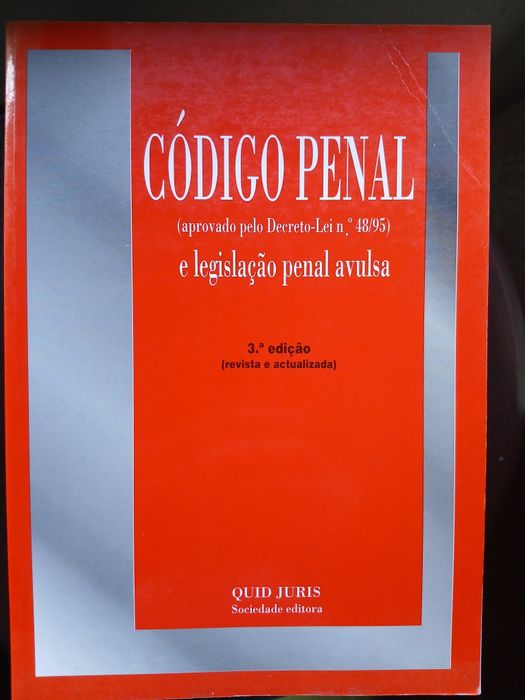 CÓDIGO PENAL
(aprovado pelo Decreto-Lei n.º 48/95)
e legislação penal avulsa
3.ª edição
(revista e actualizada)
QUID JURIS
Sociedade editora